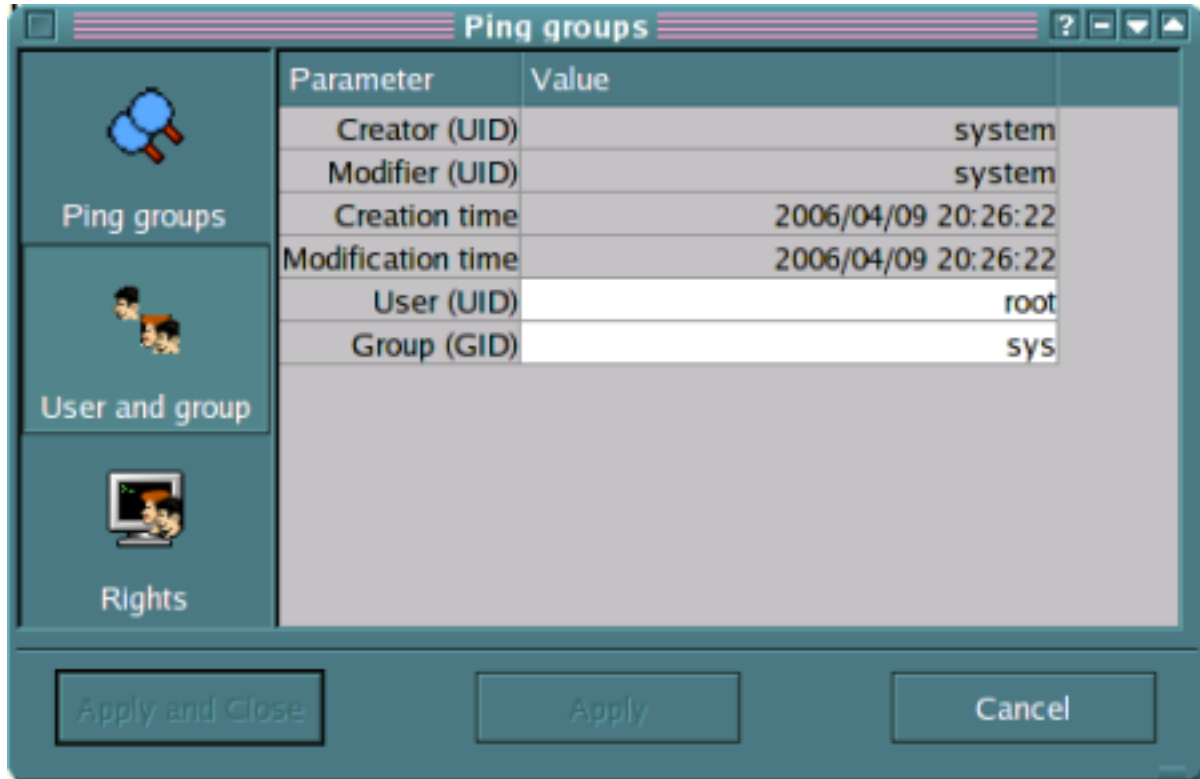 Ping groups
Parameter Value
Creator (UID) system
Modifier (UID) system
Ping groups
Creation time 2006/04/09 20:26:22
Modification time 2006/04/09 20:26:22
User (UID) root
Group (GID) sys
User and group
Rights
Apply and Close Apply Cancel